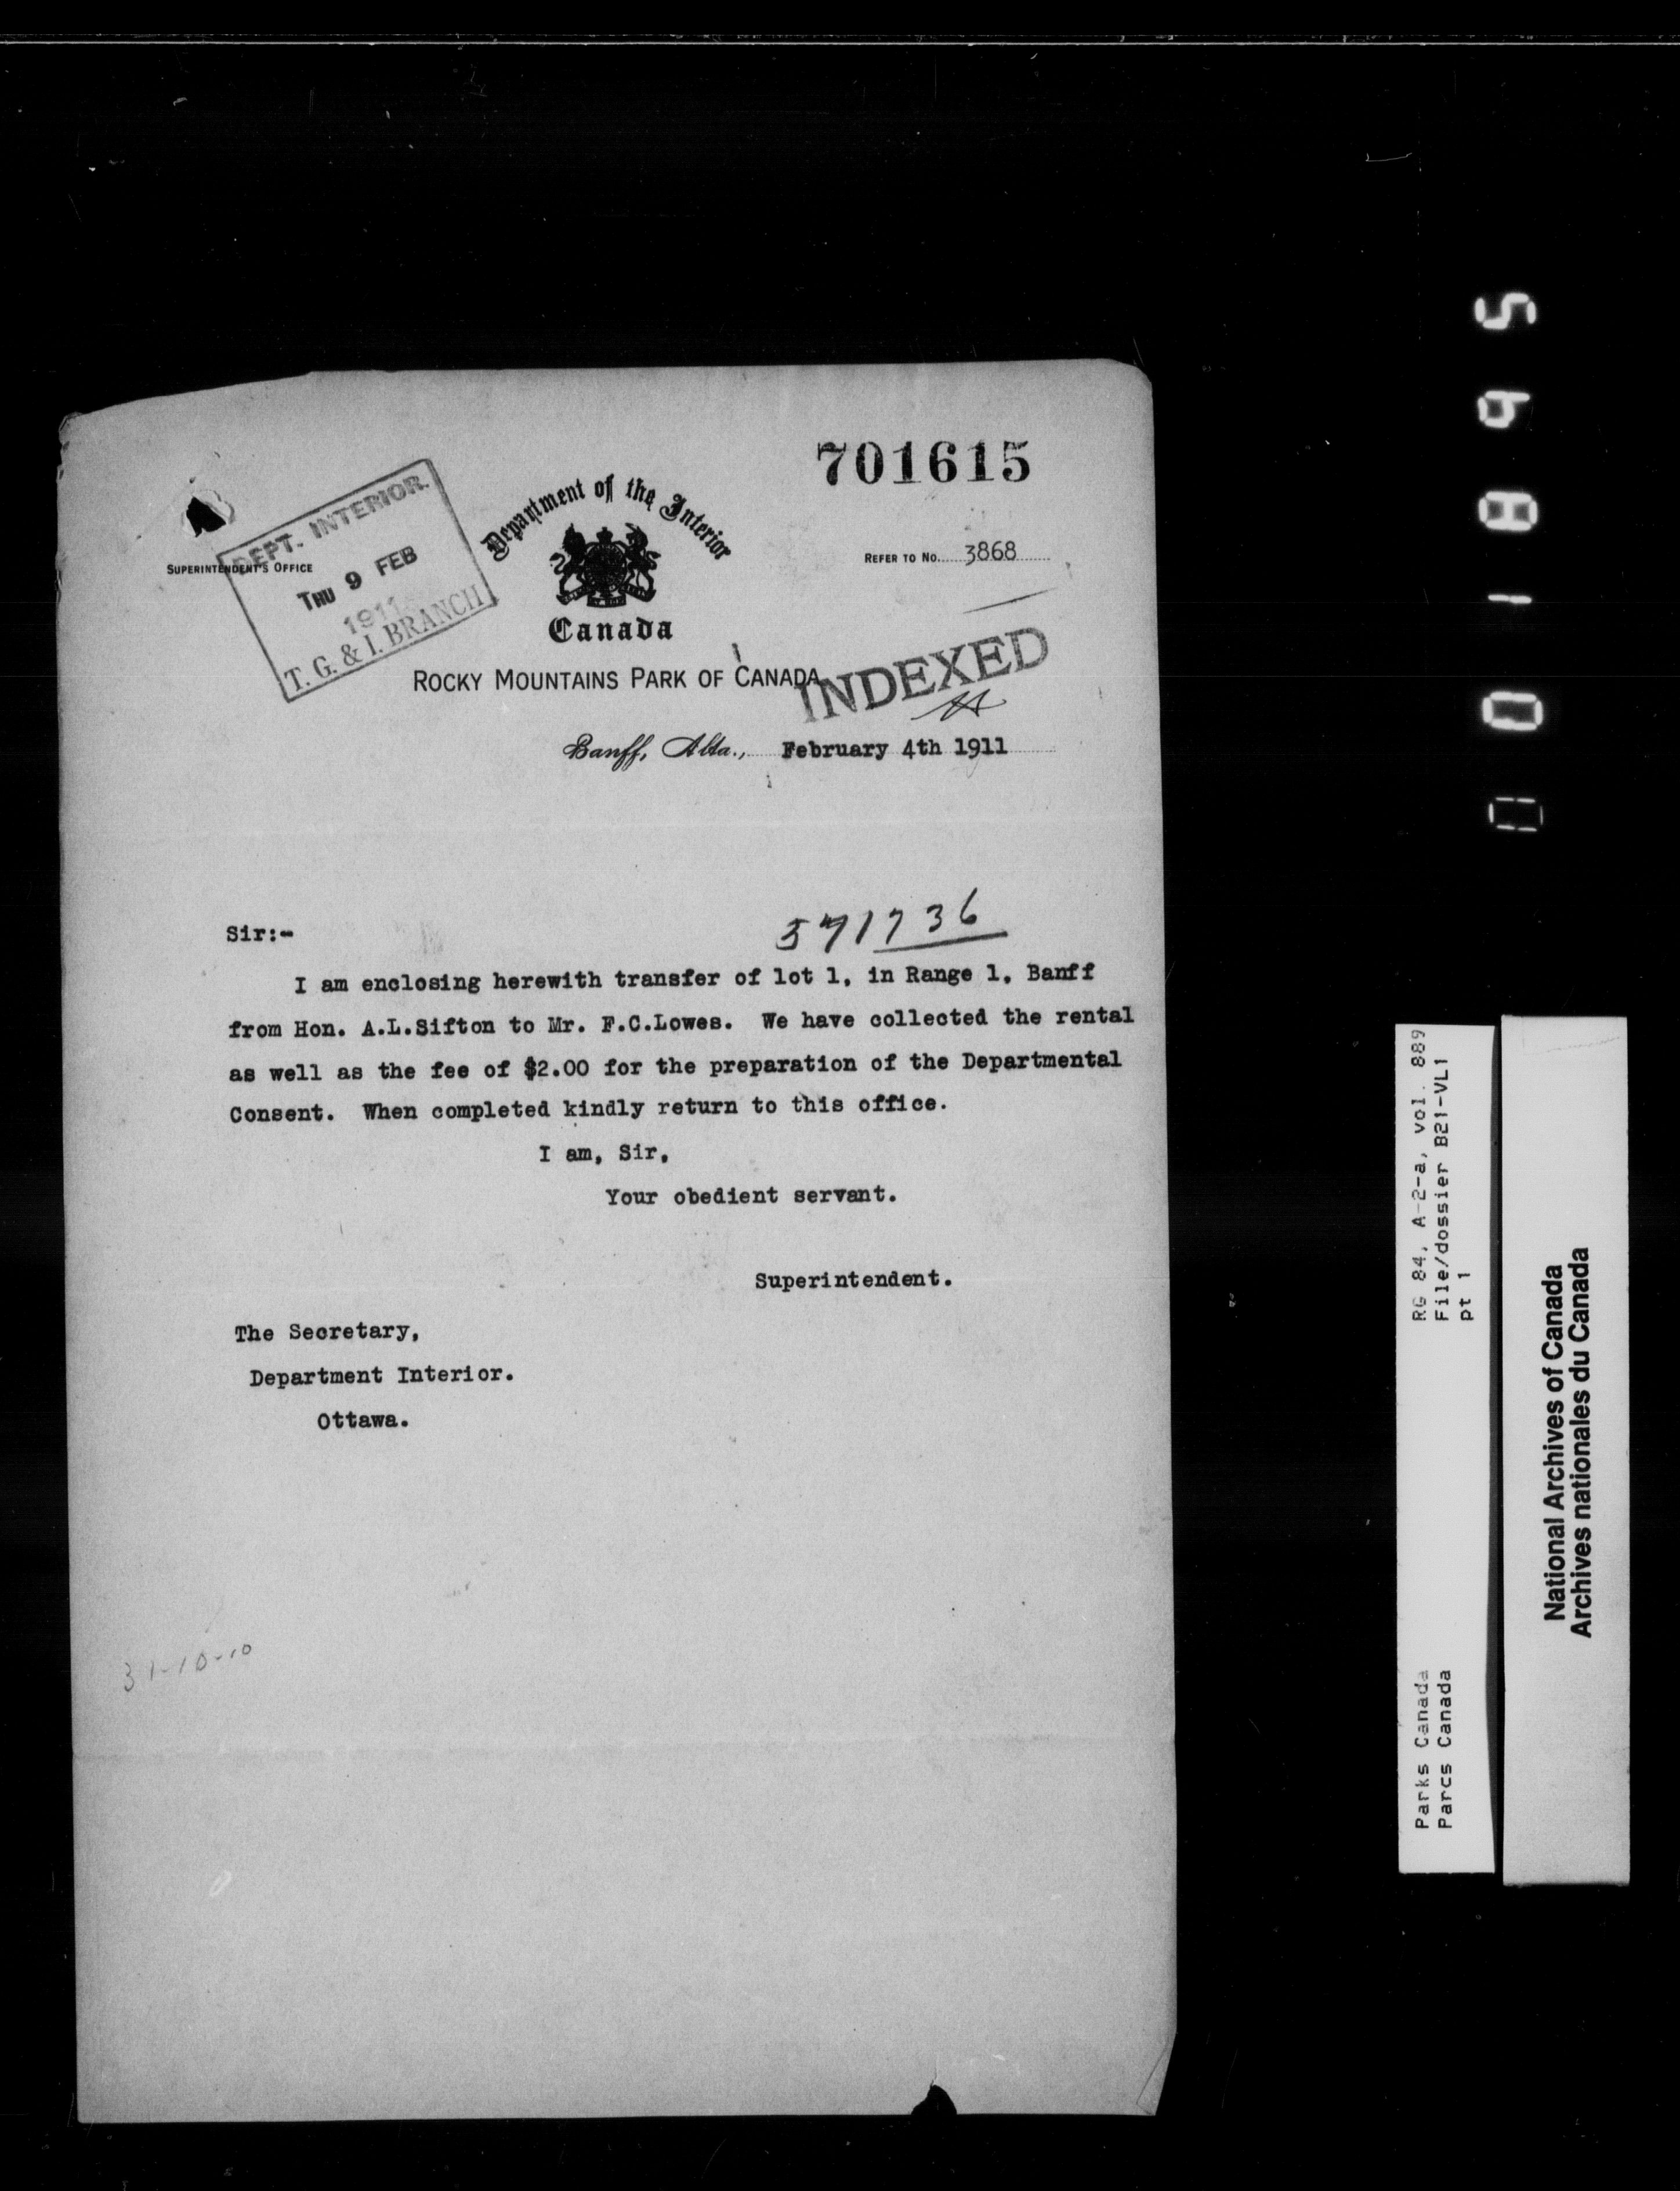 701615
Department of the Interior
DEPT. INTERIOR.
THU 9 FEB
1911
T. G. & I. BRANCH
SUPERINTENDENT'S OFFICE
REFER TO No. 3868
Canada
ROCKY MOUNTAINS PARK OF CANADA
INDEXED
Banff, Alta., February 4th 1911
571736
Sir:-
I am enclosing herewith transfer of lot 1, in Range 1, Banff
from Hon. A.L.Sifton to Mr. F.C.Lowes. We have collected the rental
as well as the fee of $2.00 for the preparation of the Departmental
Consent. When completed kindly return to this office.
I am, Sir,
Your obedient servant.
Superintendent.
The Secretary,
Department Interior.
Ottawa.
31-10-10
Parks Canada RG 84, A-2-a, vol. 889
Parcs Canada File/dossier B21-VL1
pt 1
National Archives of Canada
Archives nationales du Canada